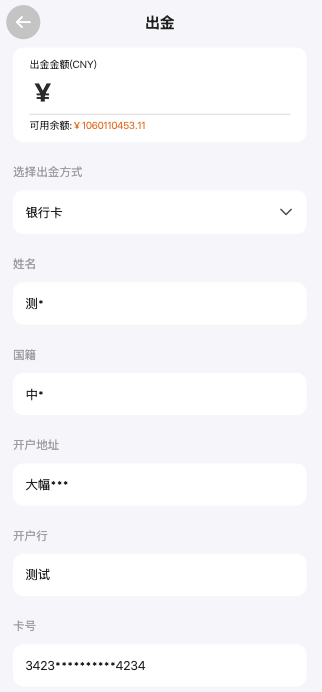 出金
出金金额(CNY)
¥
可用余额:¥1060110453.11
选择出金方式
银行卡
姓名
测*
国籍
中*
开户地址
大幅***
开户行
测试
卡号
3423**********4234